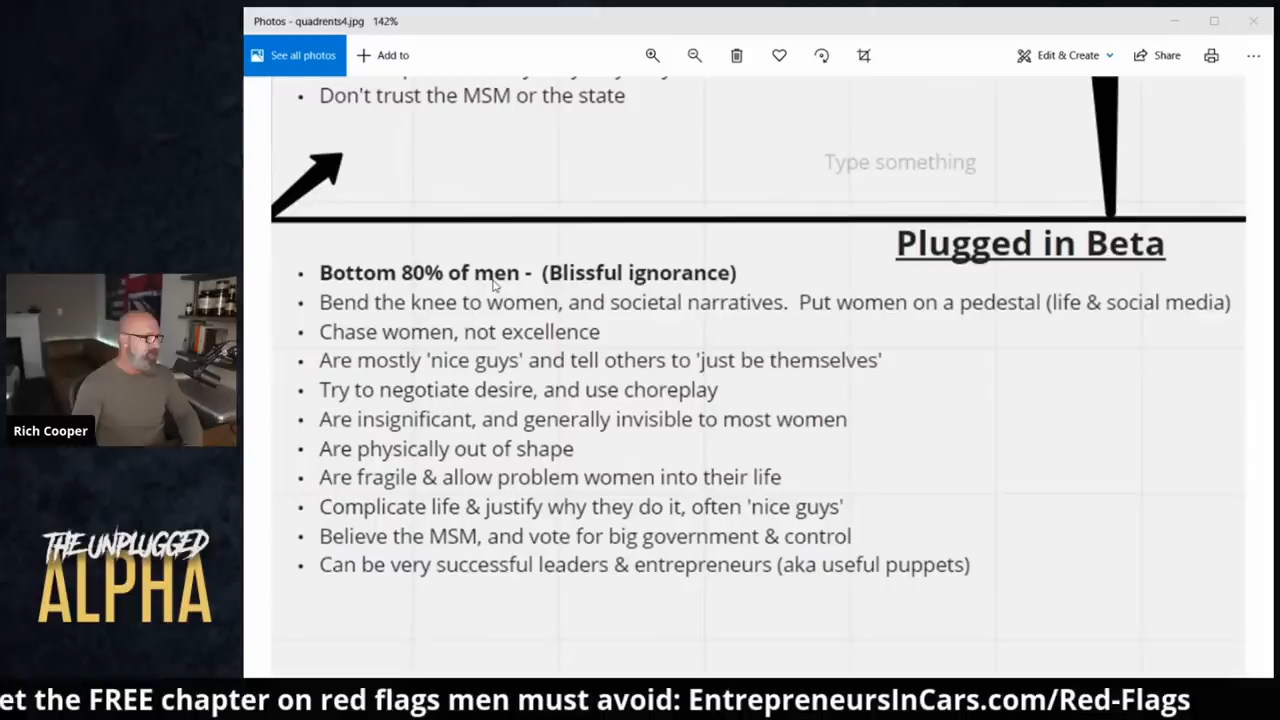 Photos - quadrents4.jpg 142%
See all photos
Add to
Edit & Create
Share
• Don't trust the MSM or the state
Type something
Plugged in Beta
• Bottom 80% of men - (Blissful ignorance)
• Bend the knee to women, and societal narratives. Put women on a pedestal (life & social media)
• Chase women, not excellence
• Are mostly 'nice guys' and tell others to 'just be themselves'
• Try to negotiate desire, and use choreplay
• Are insignificant, and generally invisible to most women
• Are physically out of shape
• Are fragile & allow problem women into their life
• Complicate life & justify why they do it, often 'nice guys'
• Believe the MSM, and vote for big government & control
• Can be very successful leaders & entrepreneurs (aka useful puppets)
Rich Cooper
THE UNPLUGGED
ALPHA
et the FREE chapter on red flags men must avoid: EntrepreneursInCars.com/Red-Flags